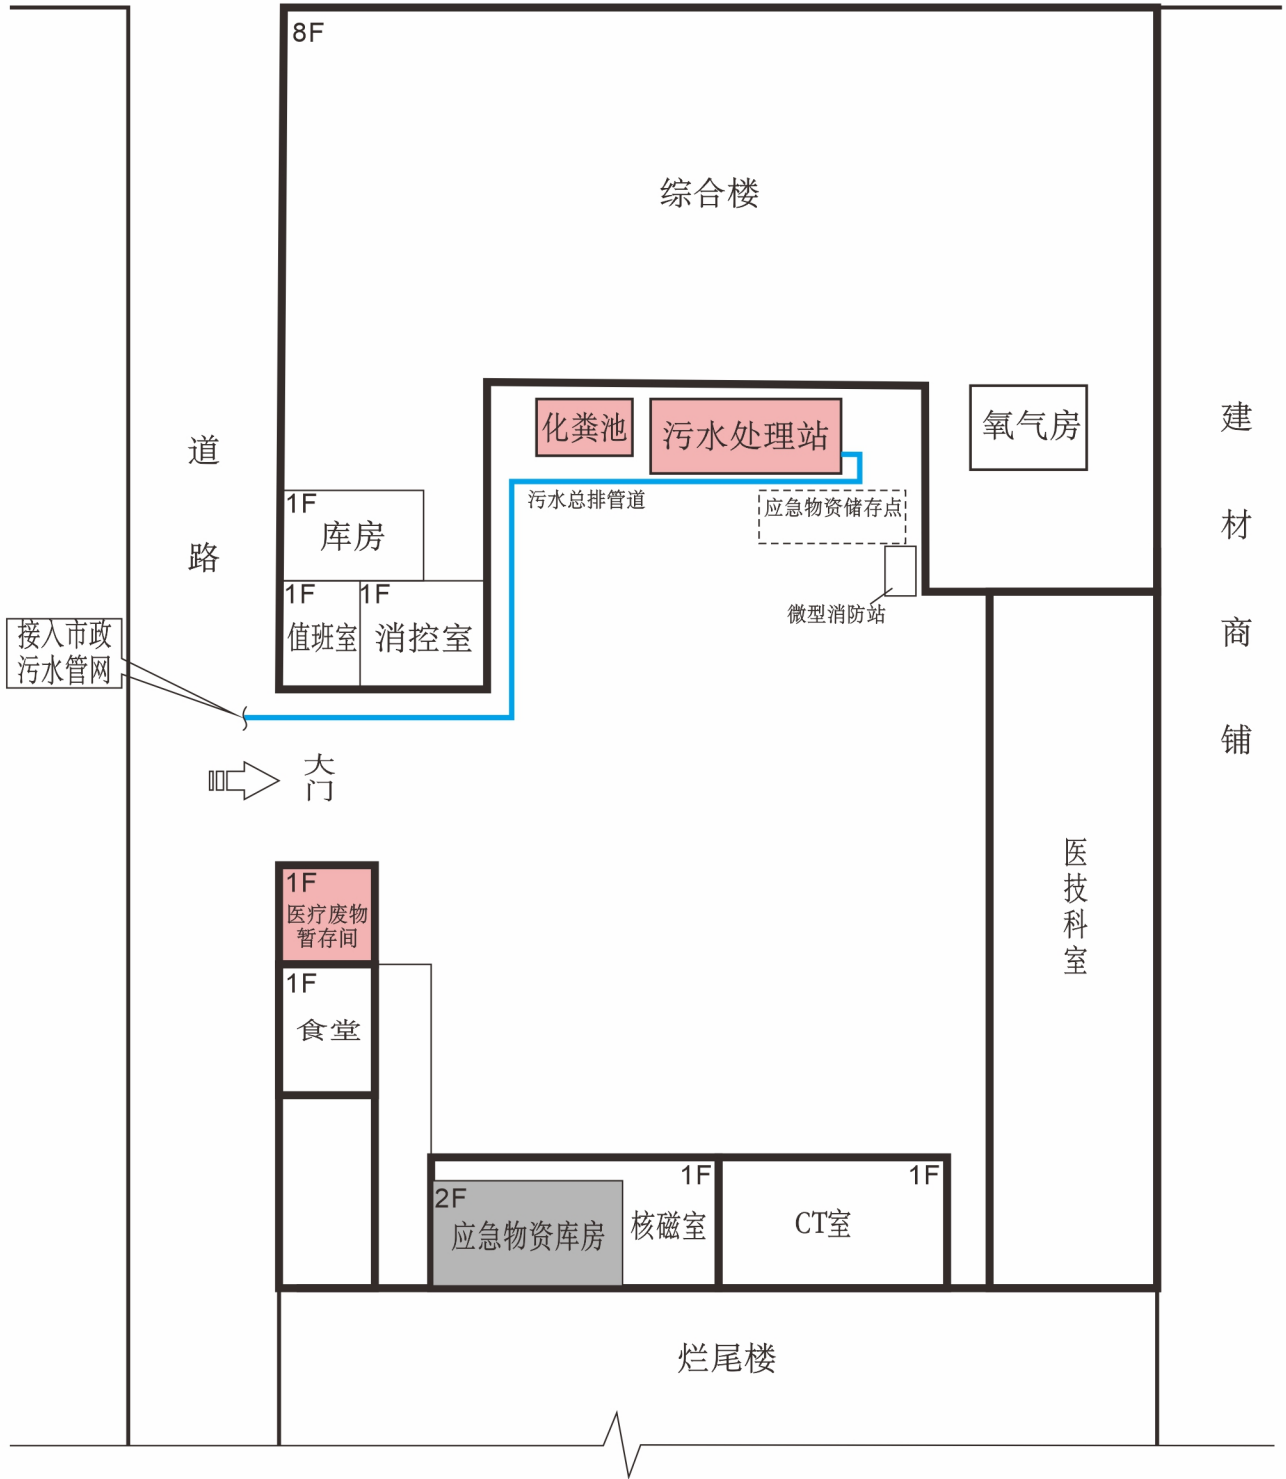 8F
综合楼
化粪池
污水处理站
氧气房
建材商铺
道路
污水总排管道
应急物资储存点
1F
库房
微型消防站
1F
值班室
1F
消控室
接入市政
污水管网
大门
医技科室
1F
医疗废物
暂存间
1F
食堂
1F
1F
2F
应急物资库房
核磁室
CT室
烂尾楼